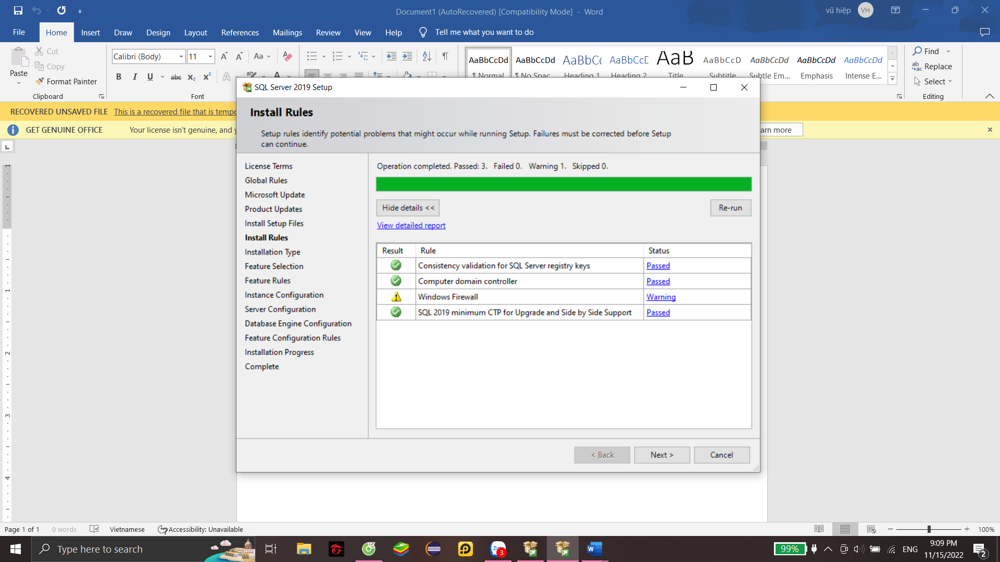 Document1 (AutoRecovered) [Compatibility Mode] - Word
vũ hiệp VH
File Home Insert Draw Design Layout References Mailings Review View Help Tell me what you want to do
Cut
Copy
Format Painter
Paste
Clipboard
Calibri (Body) 11
Font
AaBbCcDd AaBbCcDd AaBbCc AaBbCcD AaB AaBbCcD AaBbCcDd AaBbCcDd AaBbCcDd
¶ Normal ¶ No Spac... Heading 1 Heading 2 Title Subtitle Subtle Em... Emphasis Intense E...
Find
Replace
Select
Editing
RECOVERED UNSAVED FILE This is a recovered file that is tempo
GET GENUINE OFFICE Your license isn't genuine, and y
arn more
SQL Server 2019 Setup
Install Rules
Setup rules identify potential problems that might occur while running Setup. Failures must be corrected before Setup
can continue.
License Terms
Global Rules
Microsoft Update
Product Updates
Install Setup Files
Install Rules
Installation Type
Feature Selection
Feature Rules
Instance Configuration
Server Configuration
Database Engine Configuration
Feature Configuration Rules
Installation Progress
Complete
Operation completed. Passed: 3. Failed 0. Warning 1. Skipped 0.
Hide details <<
Re-run
View detailed report
Result Rule Status
Consistency validation for SQL Server registry keys Passed
Computer domain controller Passed
Windows Firewall Warning
SQL 2019 minimum CTP for Upgrade and Side by Side Support Passed
< Back Next > Cancel
Page 1 of 1 0 words Vietnamese Accessibility: Unavailable 100%
Type here to search
99% ENG
9:09 PM
11/15/2022
2